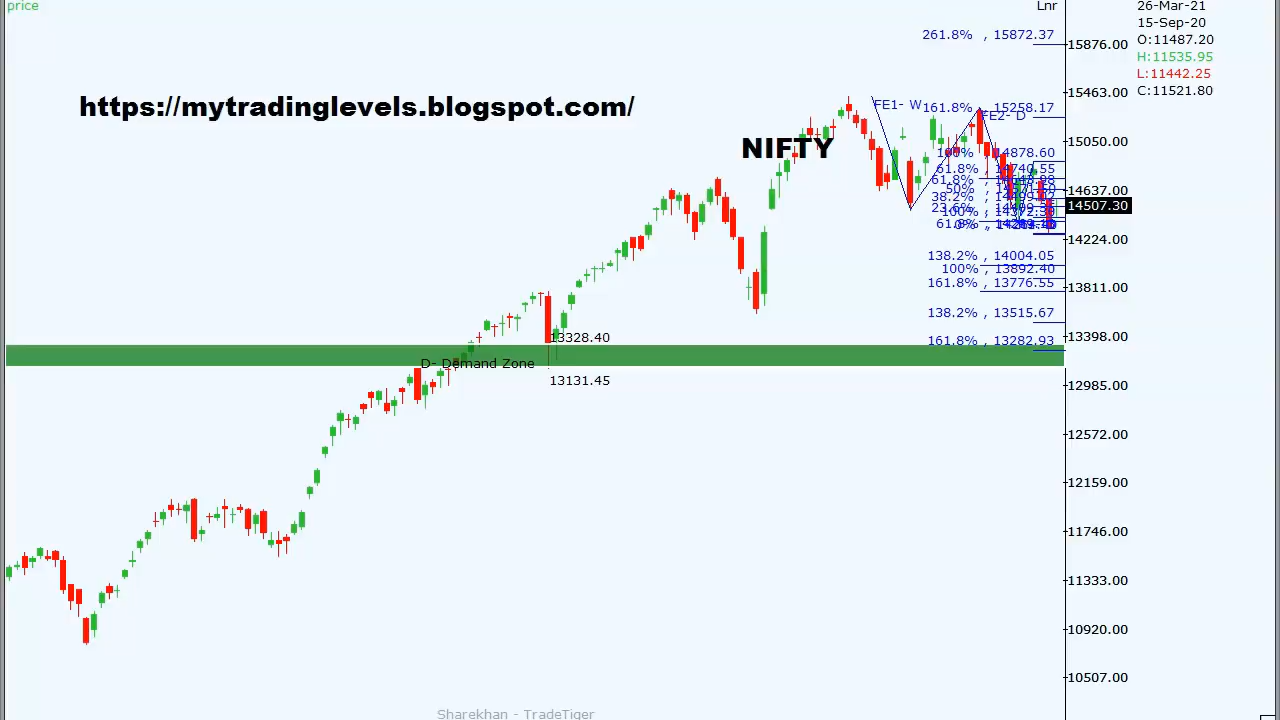 price
Lnr
26-Mar-21
15-Sep-20
O:11487.20
H:11535.95
L:11442.25
C:11521.80
https://mytradinglevels.blogspot.com/
NIFTY
261.8% , 15872.37
FE1- W
161.8% , 15258.17
FE2- D
100% , 14878.60
61.8% , 14740.55
61.8%
50%
38.2%
23.6%
100% , 14372.30
61.8%
138.2% , 14004.05
100% , 13892.40
161.8% , 13776.55
138.2% , 13515.67
161.8% , 13282.93
13328.40
D- Demand Zone
13131.45
15876.00
15463.00
15050.00
14637.00
14507.30
14224.00
13811.00
13398.00
12985.00
12572.00
12159.00
11746.00
11333.00
10920.00
10507.00
Sharekhan - TradeTiger